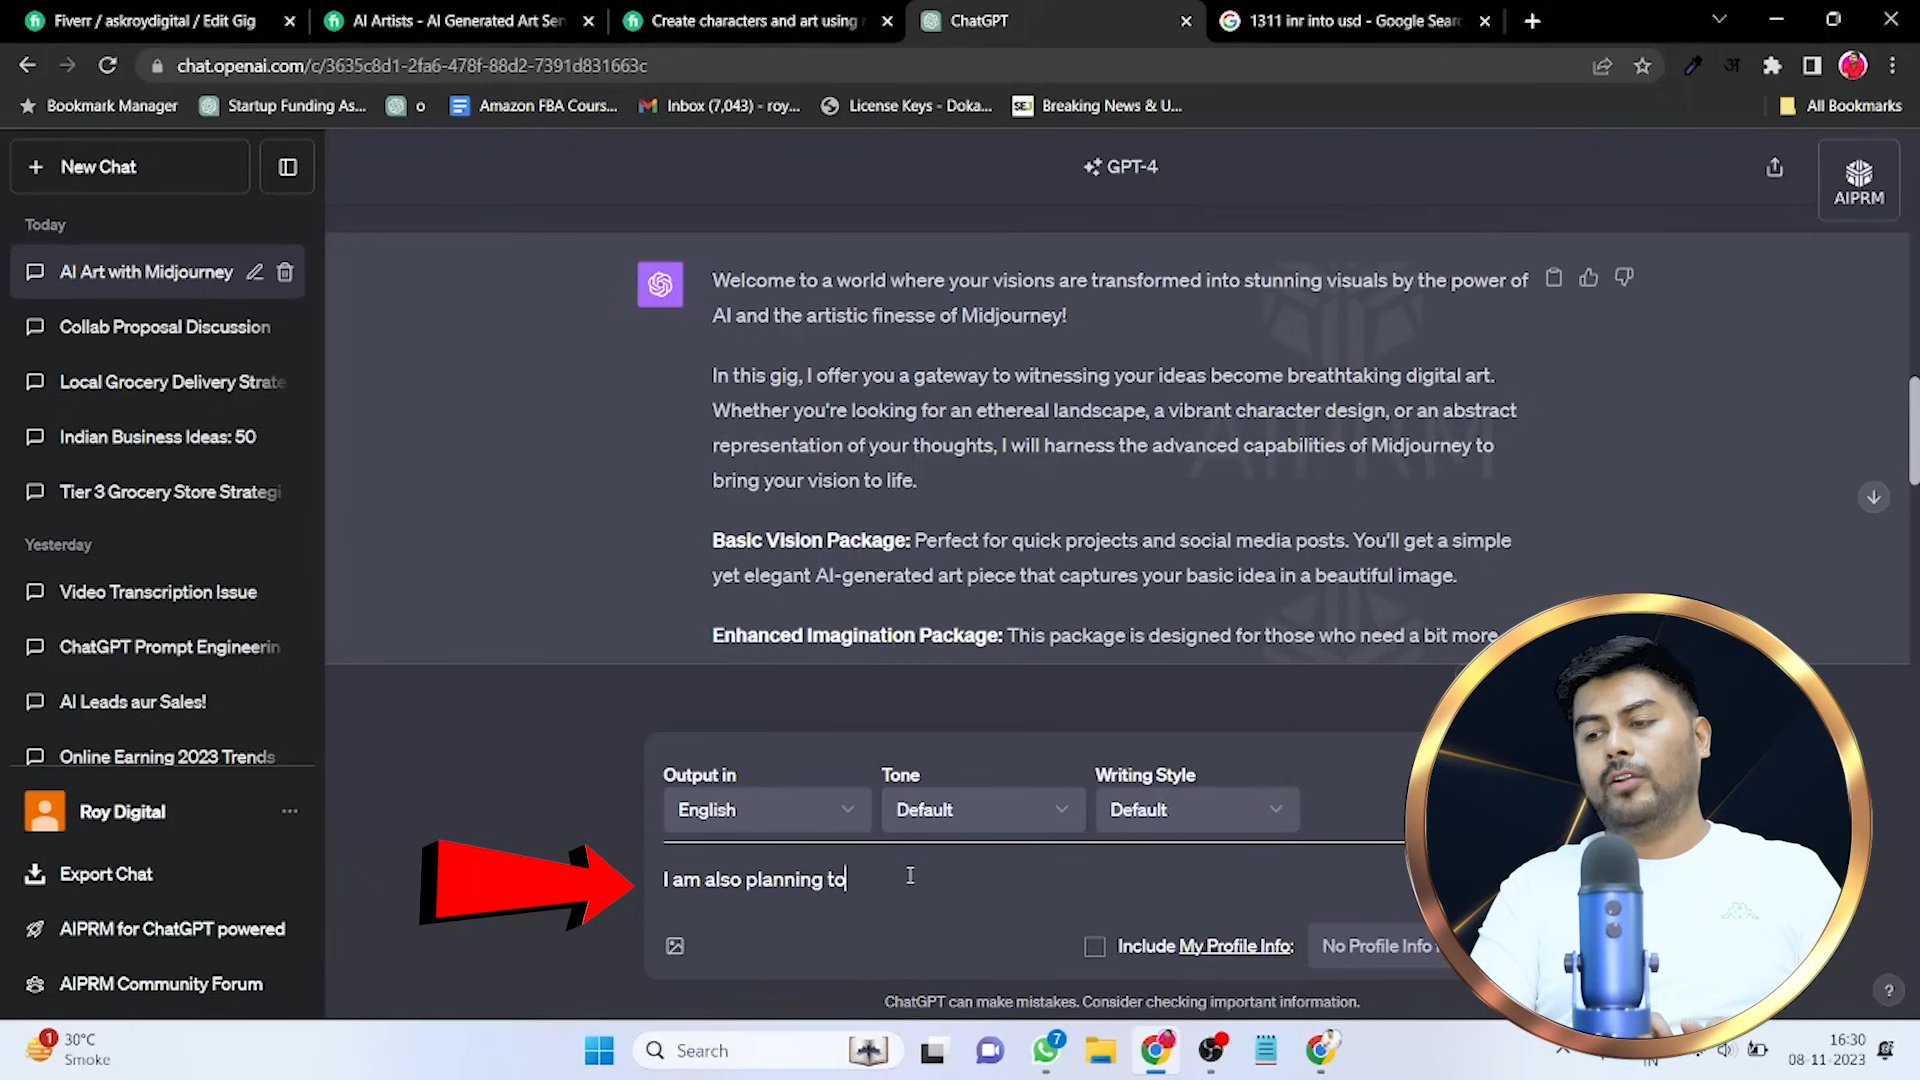 Fiverr / askroydigital / Edit Gig
AI Artists - AI Generated Art Ser
Create characters and art using
ChatGPT
1311 inr into usd - Google Searc
chat.openai.com/c/3635c8d1-2fa6-478f-88d2-7391d831663c
Bookmark Manager
Startup Funding As...
o
Amazon FBA Cours...
Inbox (7,043) - roy...
License Keys - Doka...
SEJ
Breaking News & U...
All Bookmarks
New Chat
GPT-4
AIPRM
Today
AI Art with Midjourney
Collab Proposal Discussion
Local Grocery Delivery Strate
Indian Business Ideas: 50
Tier 3 Grocery Store Strategi
Yesterday
Video Transcription Issue
ChatGPT Prompt Engineerin
AI Leads aur Sales!
Online Earning 2023 Trends
Roy Digital
Export Chat
AIPRM for ChatGPT powered
AIPRM Community Forum
Welcome to a world where your visions are transformed into stunning visuals by the power of
AI and the artistic finesse of Midjourney!
In this gig, I offer you a gateway to witnessing your ideas become breathtaking digital art.
Whether you're looking for an ethereal landscape, a vibrant character design, or an abstract
representation of your thoughts, I will harness the advanced capabilities of Midjourney to
bring your vision to life.
AIPRM
Basic Vision Package: Perfect for quick projects and social media posts. You'll get a simple
yet elegant AI-generated art piece that captures your basic idea in a beautiful image.
Enhanced Imagination Package: This package is designed for those who need a bit more
Output in
Tone
Writing Style
English
Default
Default
I am also planning to
Include My Profile Info:
No Profile Info
ChatGPT can make mistakes. Consider checking important information.
?
1
30°C
Smoke
Search
7
IN
16:30
08-11-2023